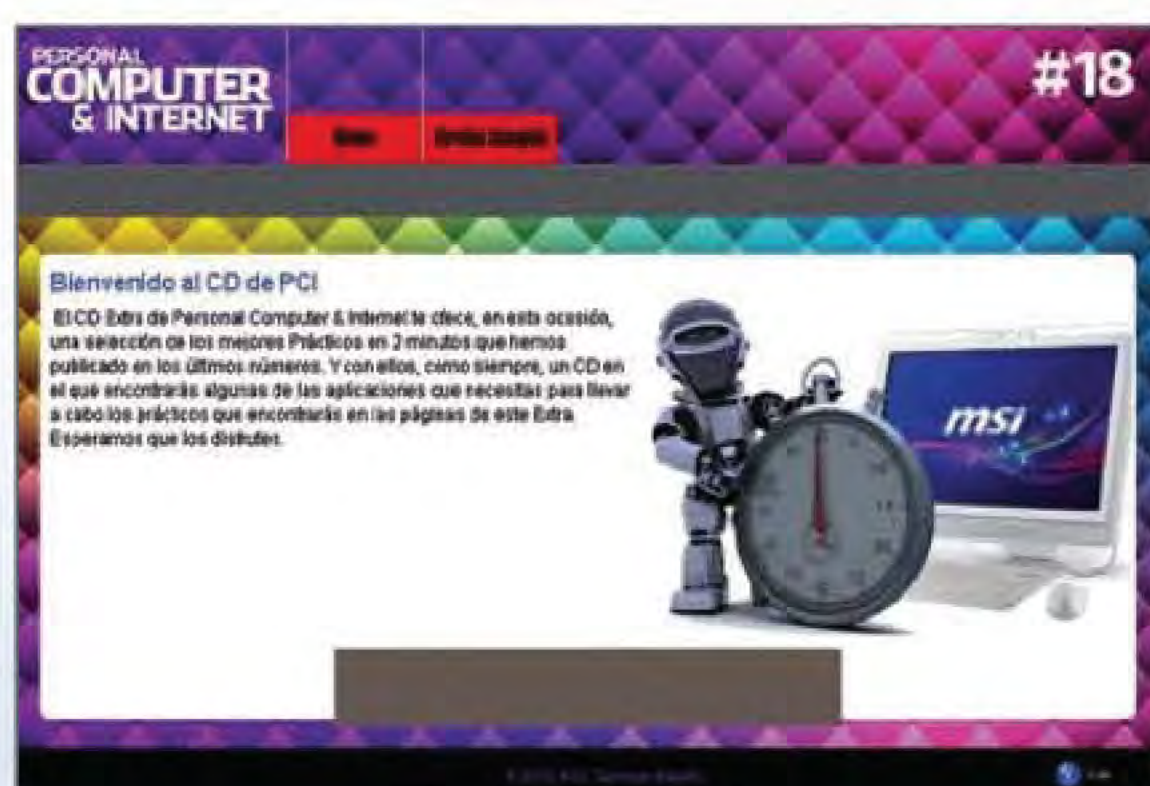 PERSONAL
COMPUTER
& INTERNET
#18
Bienvenido al CD de PCI
El CD Extra de Personal Computer & Internet te ofrece, en esta ocasión,
una selección de los mejores Prácticos en 2 minutos que hemos
publicado en los últimos números. Y con ellos, como siempre, un CD en
el que encontrarás algunas de las aplicaciones que necesitas para llevar
a cabo los prácticos que encontrarás en las páginas de este Extra.
Esperamos que los disfrutes.
msi